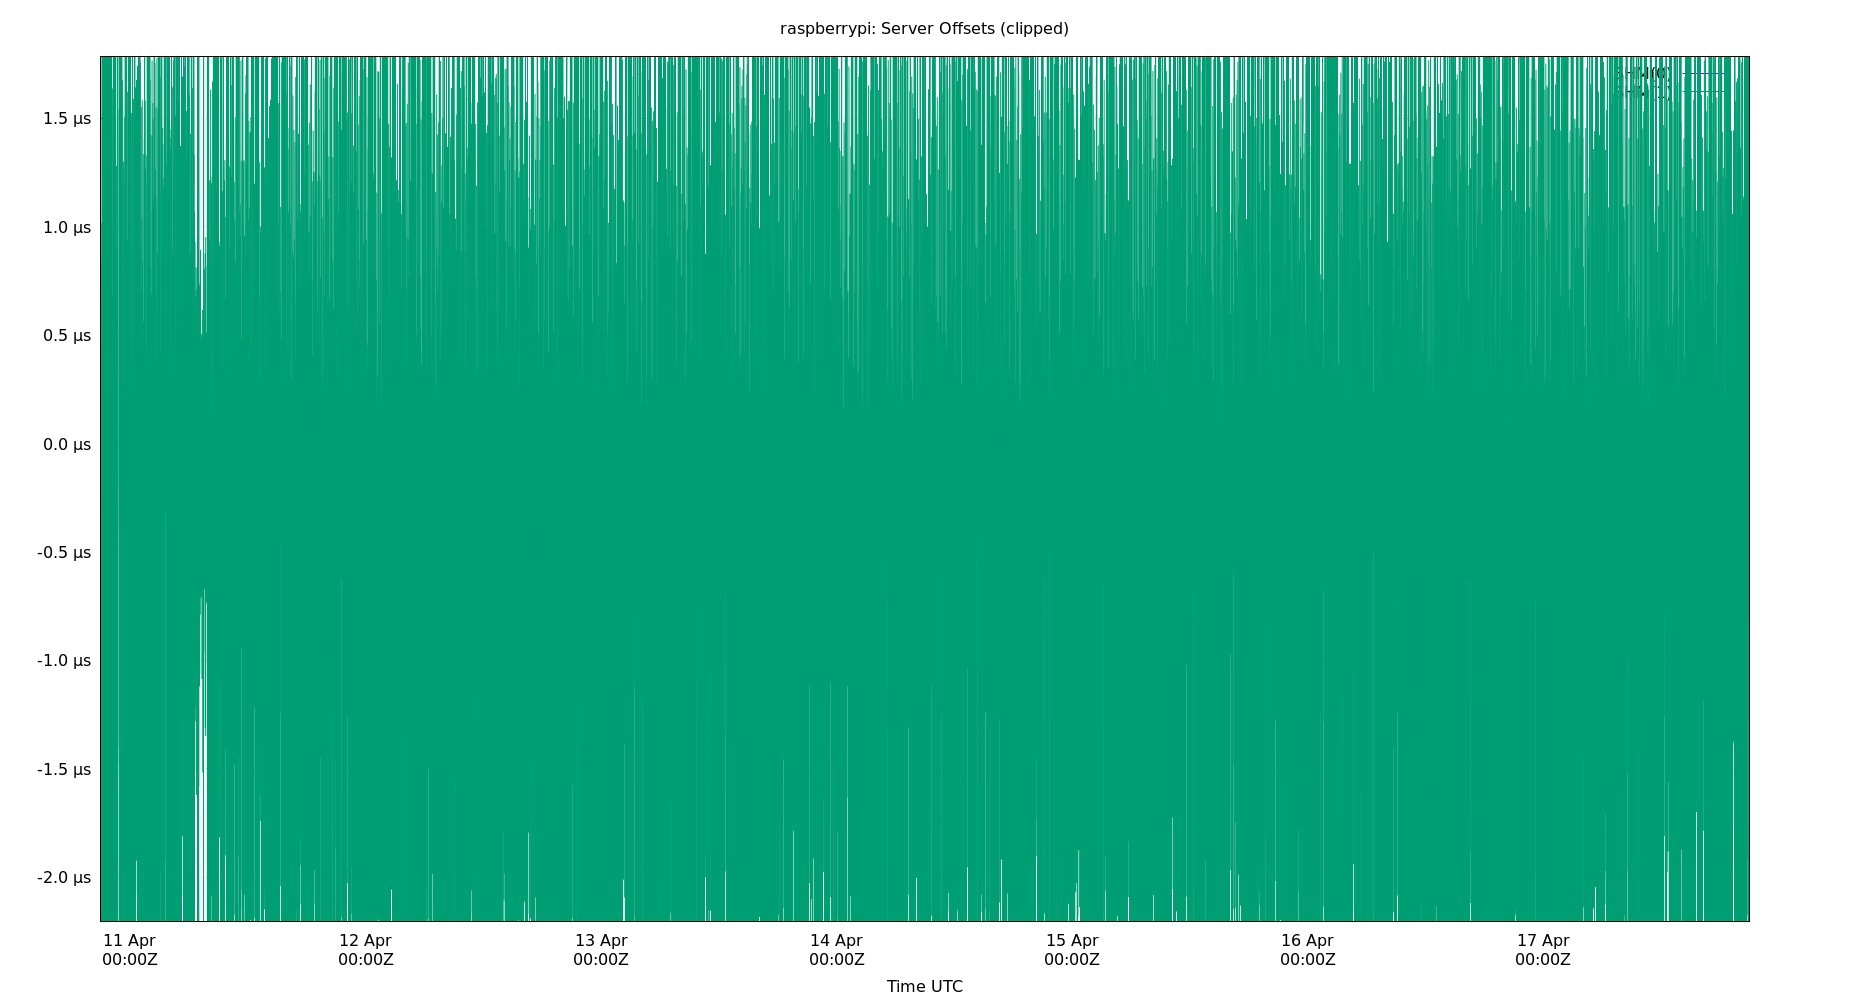 raspberrypi: Server Offsets (clipped)
1.5 µs
1.0 µs
0.5 µs
0.0 µs
-0.5 µs
-1.0 µs
-1.5 µs
-2.0 µs
11 Apr 12 Apr 13 Apr 14 Apr 15 Apr 16 Apr 17 Apr
00:00Z 00:00Z 00:00Z 00:00Z 00:00Z 00:00Z 00:00Z
Time UTC